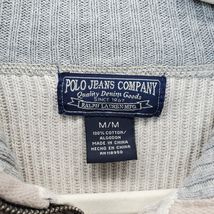 POLO JEANS COMPANY
Quality Denim Goods
SINCE 1967
RALPH LAUREN MFG.
M/M
100% COTTON/
ALGODON
MADE IN CHINA
HECHO EN CHINA